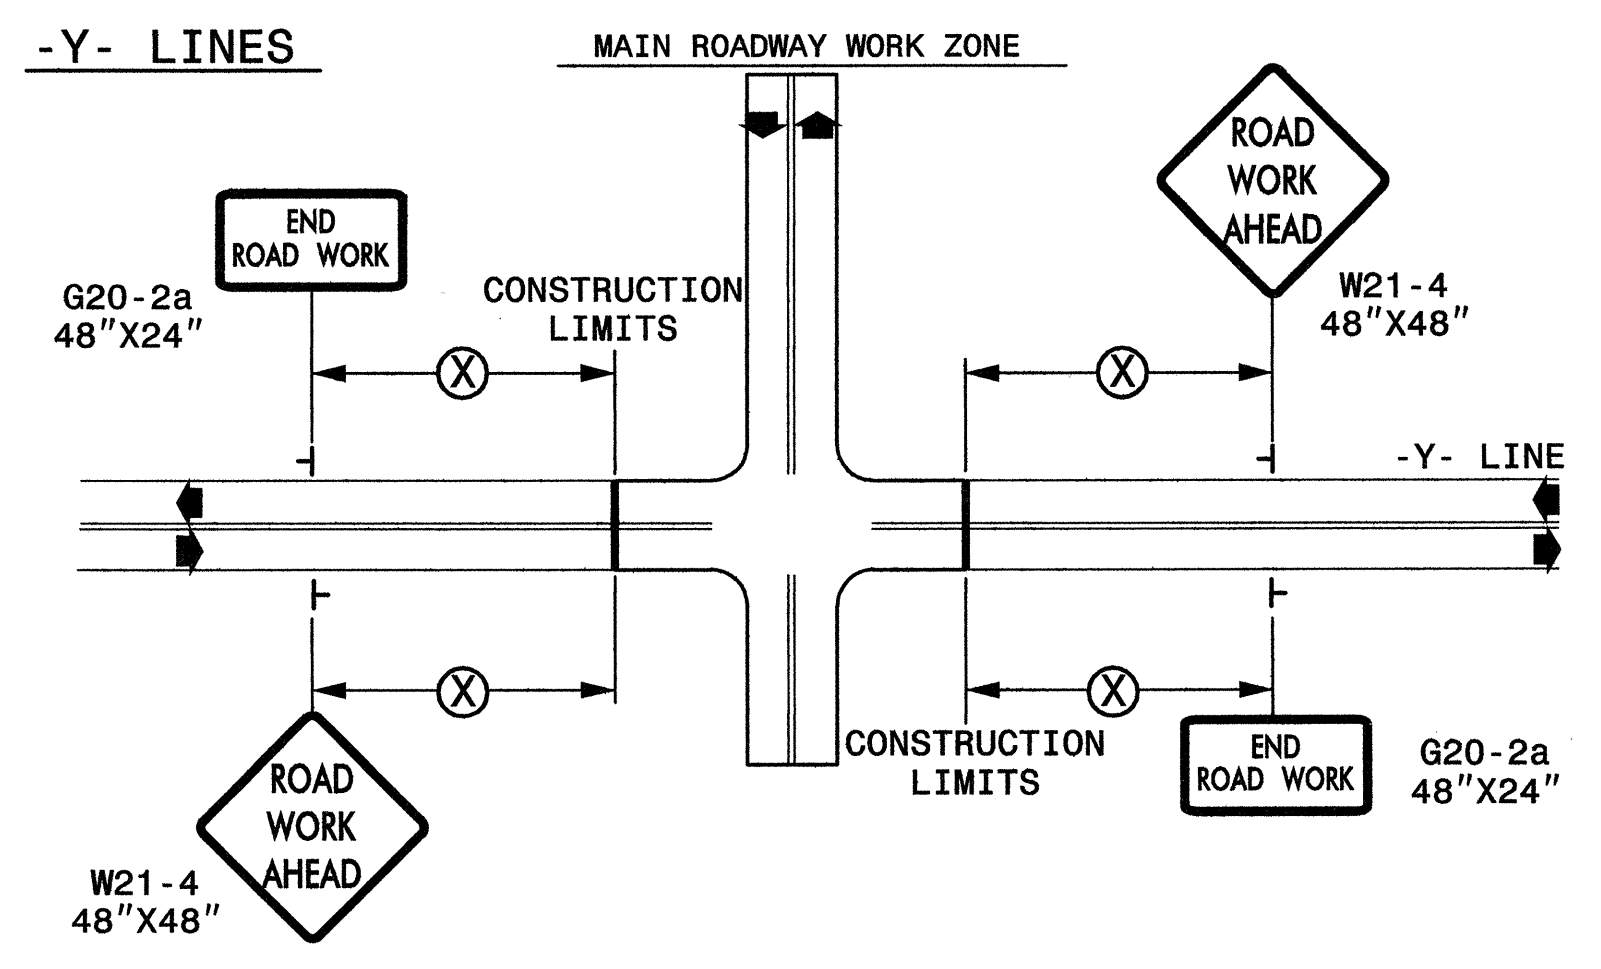 -Y- LINES
MAIN ROADWAY WORK ZONE
ROAD
WORK
AHEAD
END
ROAD WORK
G20-2a
48"X24"
CONSTRUCTION
LIMITS
W21-4
48"X48"
X
X
-Y- LINE
X
X
ROAD
WORK
AHEAD
W21-4
48"X48"
CONSTRUCTION
LIMITS
END
ROAD WORK
G20-2a
48"X24"